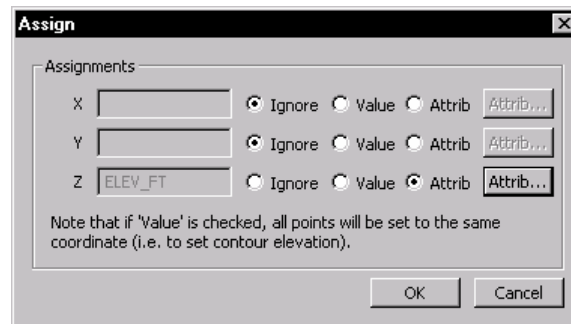 Assign
Assignments
X Ignore Value Attrib Attrib...
Y Ignore Value Attrib Attrib...
Z ELEV_FT Ignore Value Attrib Attrib...
Note that if 'Value' is checked, all points will be set to the same
coordinate (i.e. to set contour elevation).
OK Cancel